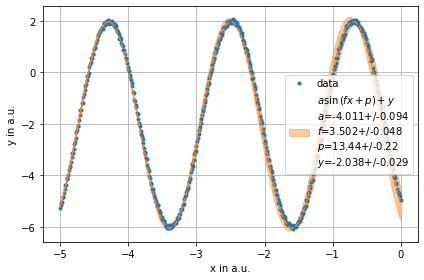 2
0
−2
−4
−6
y in a.u.
data
a sin(fx + p) + y
a=-4.011+/-0.094
f=3.502+/-0.048
p=13.44+/-0.22
y=-2.038+/-0.029
−5 −4 −3 −2 −1 0
x in a.u.